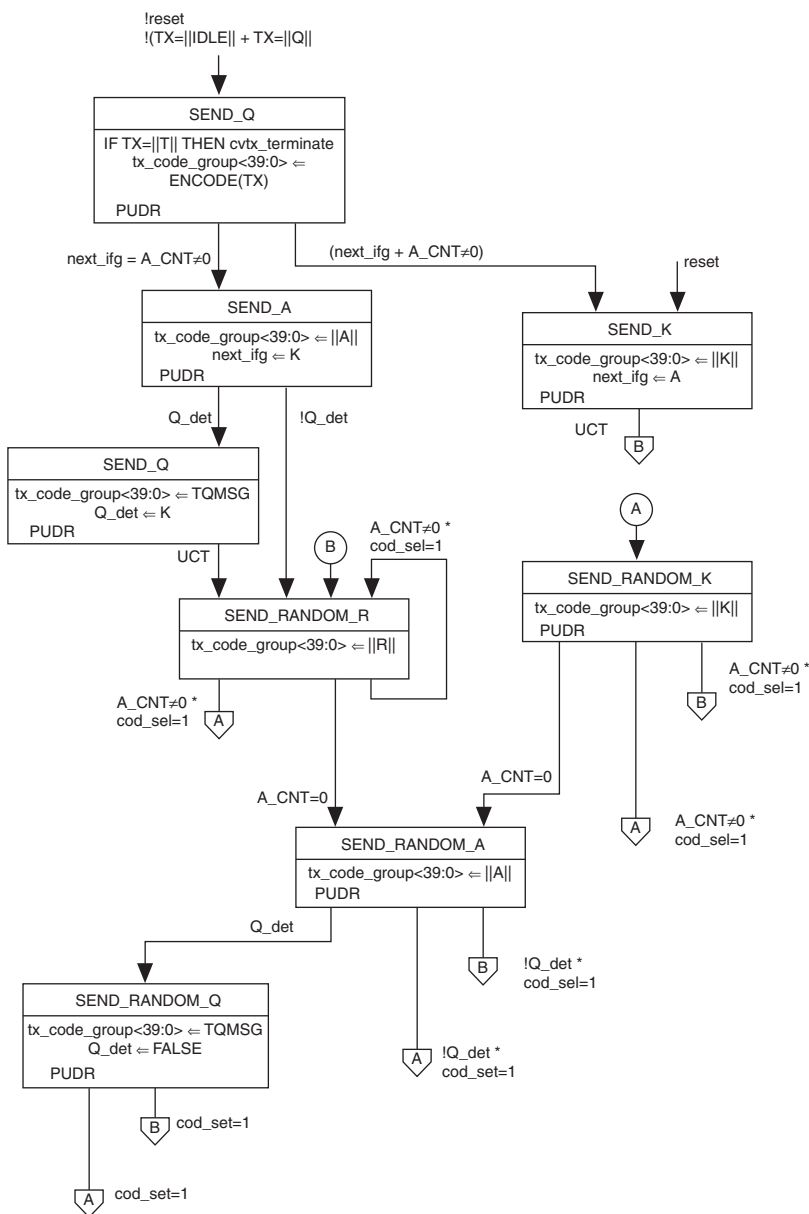 !reset
!(TX=||IDLE|| + TX=||Q||
SEND_Q
IF TX=||T|| THEN cvtx_terminate
tx_code_group<39:0> ⇐
ENCODE(TX)
PUDR
next_ifg = A_CNT≠0
(next_ifg + A_CNT≠0)
reset
SEND_A
tx_code_group<39:0> ⇐ ||A||
next_ifg ⇐ K
PUDR
SEND_K
tx_code_group<39:0> ⇐ ||K||
next_ifg ⇐ A
PUDR
Q_det
!Q_det
UCT
B
SEND_Q
tx_code_group<39:0> ⇐ TQMSG
Q_det ⇐ K
PUDR
UCT
B
A_CNT≠0 *
cod_sel=1
A
SEND_RANDOM_R
tx_code_group<39:0> ⇐ ||R||
SEND_RANDOM_K
tx_code_group<39:0> ⇐ ||K||
PUDR
A_CNT≠0 *
cod_sel=1
A
A_CNT≠0 *
cod_sel=1
B
A_CNT=0
A_CNT=0
A
A_CNT≠0 *
cod_sel=1
SEND_RANDOM_A
tx_code_group<39:0> ⇐ ||A||
PUDR
Q_det
B
!Q_det *
cod_sel=1
SEND_RANDOM_Q
tx_code_group<39:0> ⇐ TQMSG
Q_det ⇐ FALSE
PUDR
A
!Q_det *
cod_set=1
B
cod_set=1
A
cod_set=1